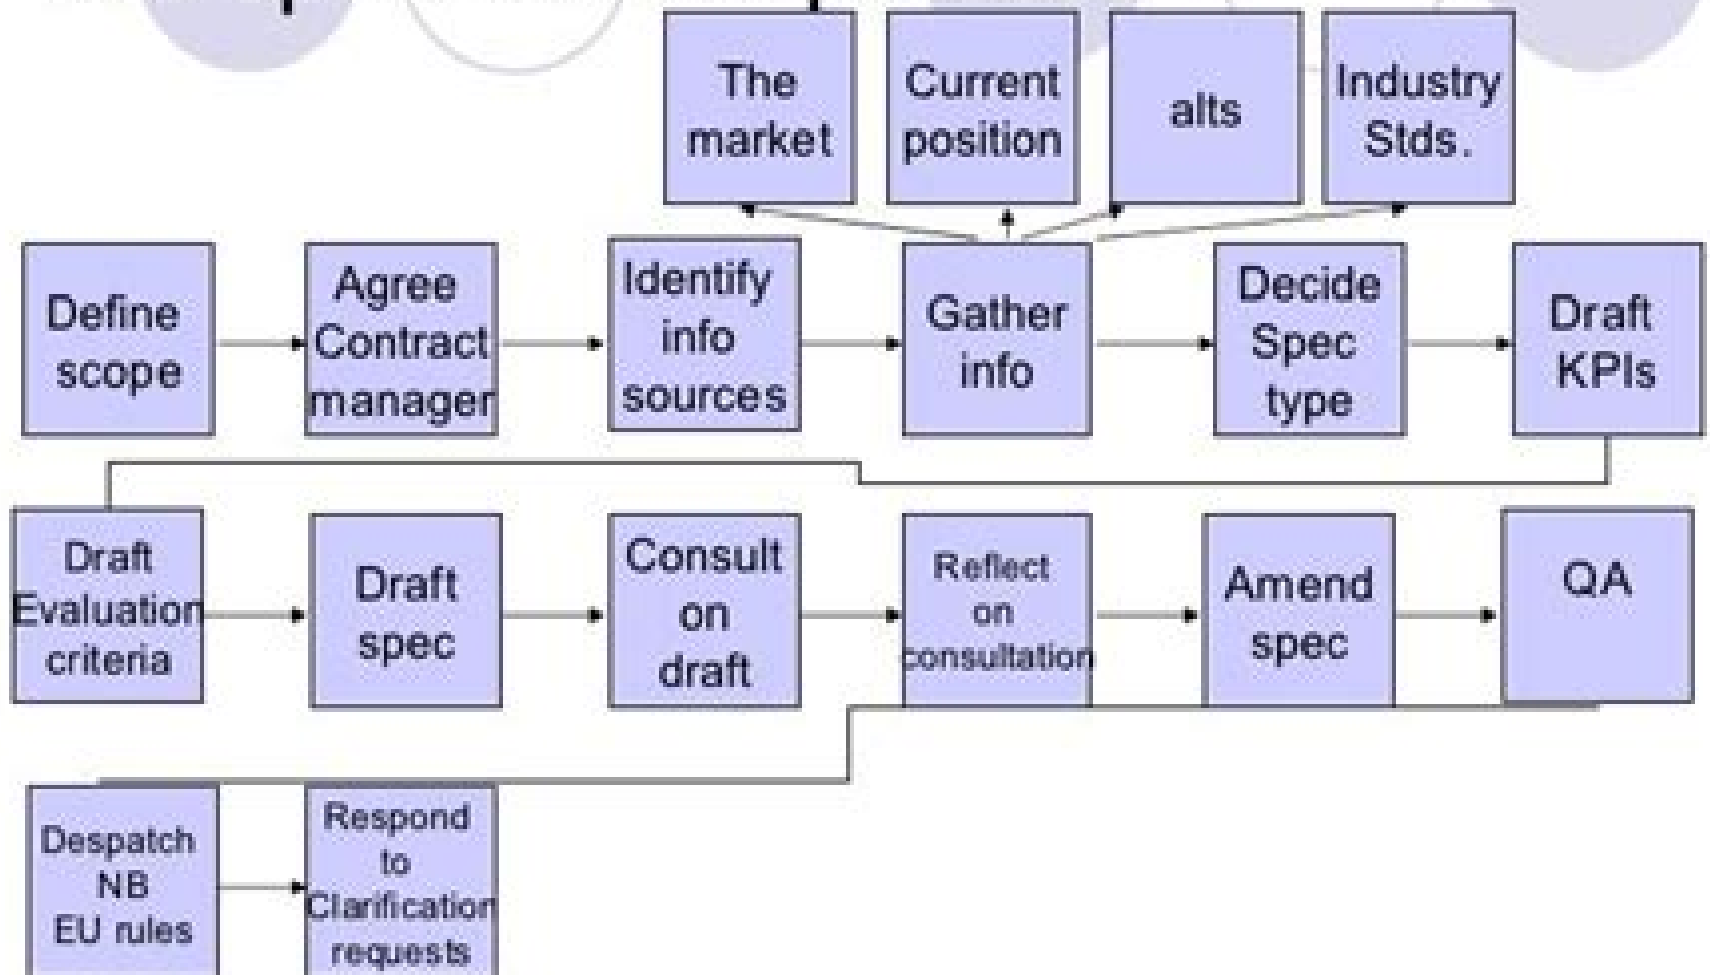 The
market
Current
position
alts
Industry
Stds.
Define
scope
Agree
Contract
manager
Identify
info
sources
Gather
info
Decide
Spec
type
Draft
KPIs
Draft
Evaluation
criteria
Draft
spec
Consult
on
draft
Reflect
on
consultation
Amend
spec
QA
Despatch
NB
EU rules
Respond
to
Clarification
requests